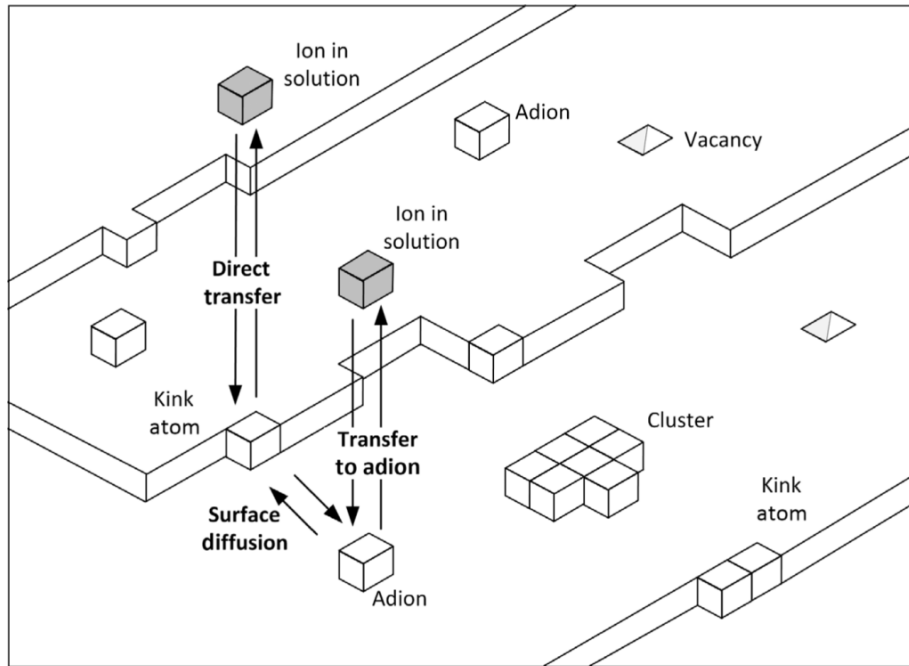 Ion in
solution
Adion
Vacancy
Ion in
solution
Direct
transfer
Kink
atom
Transfer
to adion
Cluster
Surface
diffusion
Kink
atom
Adion